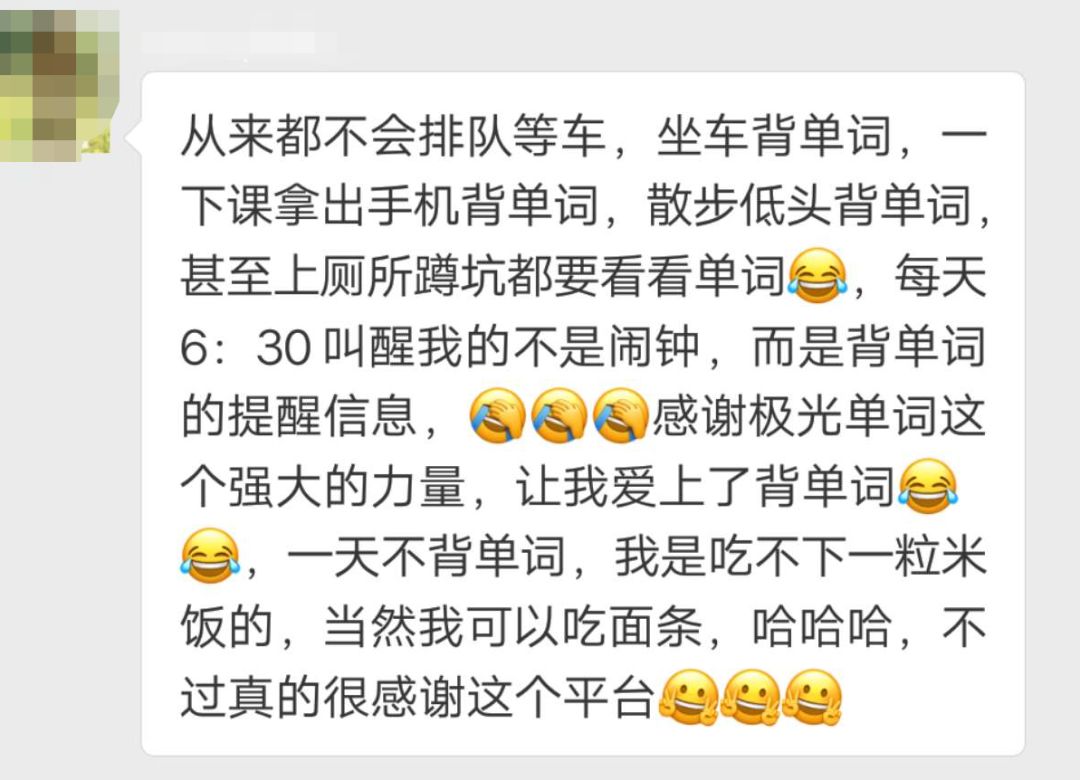 从来都不会排队等车，坐车背单词，一
下课拿出手机背单词，散步低头背单词，
甚至上厕所蹲坑都要看看单词😂，每天
6：30叫醒我的不是闹钟，而是背单词
的提醒信息，🤦🤦🤦感谢极光单词这
个强大的力量，让我爱上了背单词😂
😂，一天不背单词，我是吃不下一粒米
饭的，当然我可以吃面条，哈哈哈，不
过真的很感谢这个平台✌✌✌